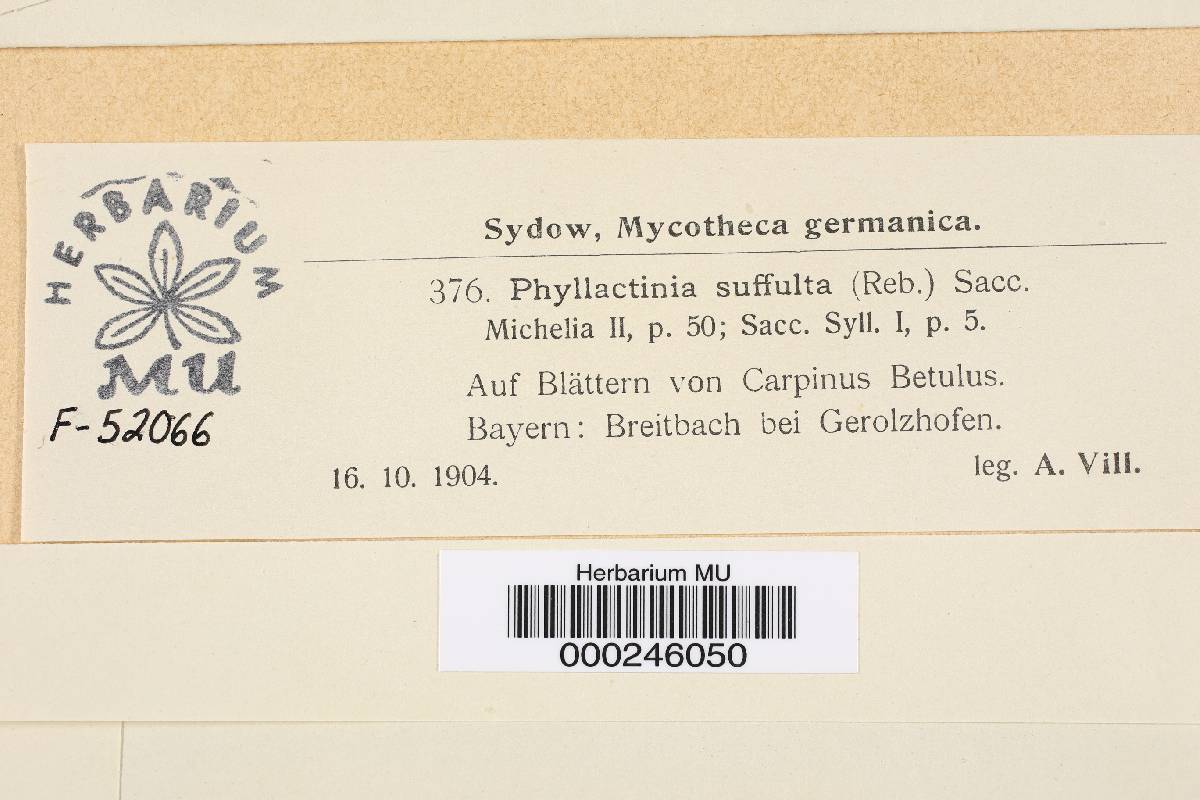 HERBARIUM
MU
F-52066
Sydow, Mycotheca germanica.
376. Phyllactinia suffulta (Reb.) Sacc.
Michelia II, p. 50; Sacc. Syll. I, p. 5.
Auf Blättern von Carpinus Betulus.
Bayern: Breitbach bei Gerolzhofen.
16. 10. 1904.
leg. A. Vill.
Herbarium MU
000246050